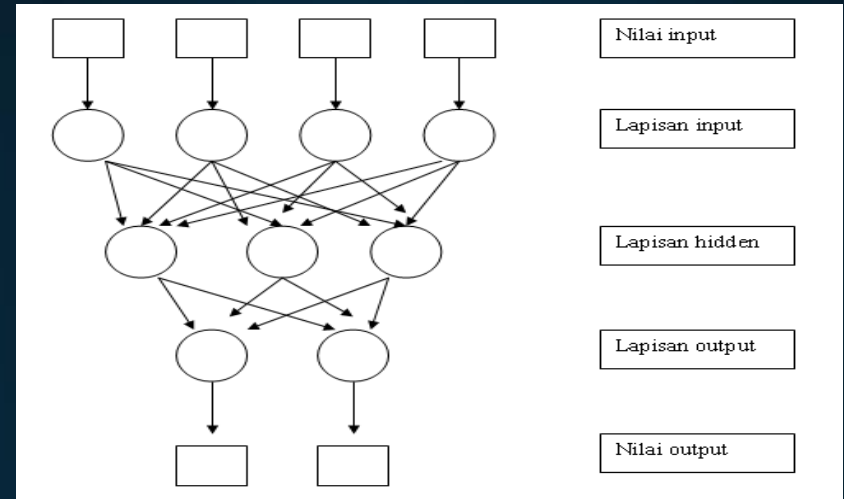 Nilai input
Lapisan input
Lapisan hidden
Lapisan output
Nilai output